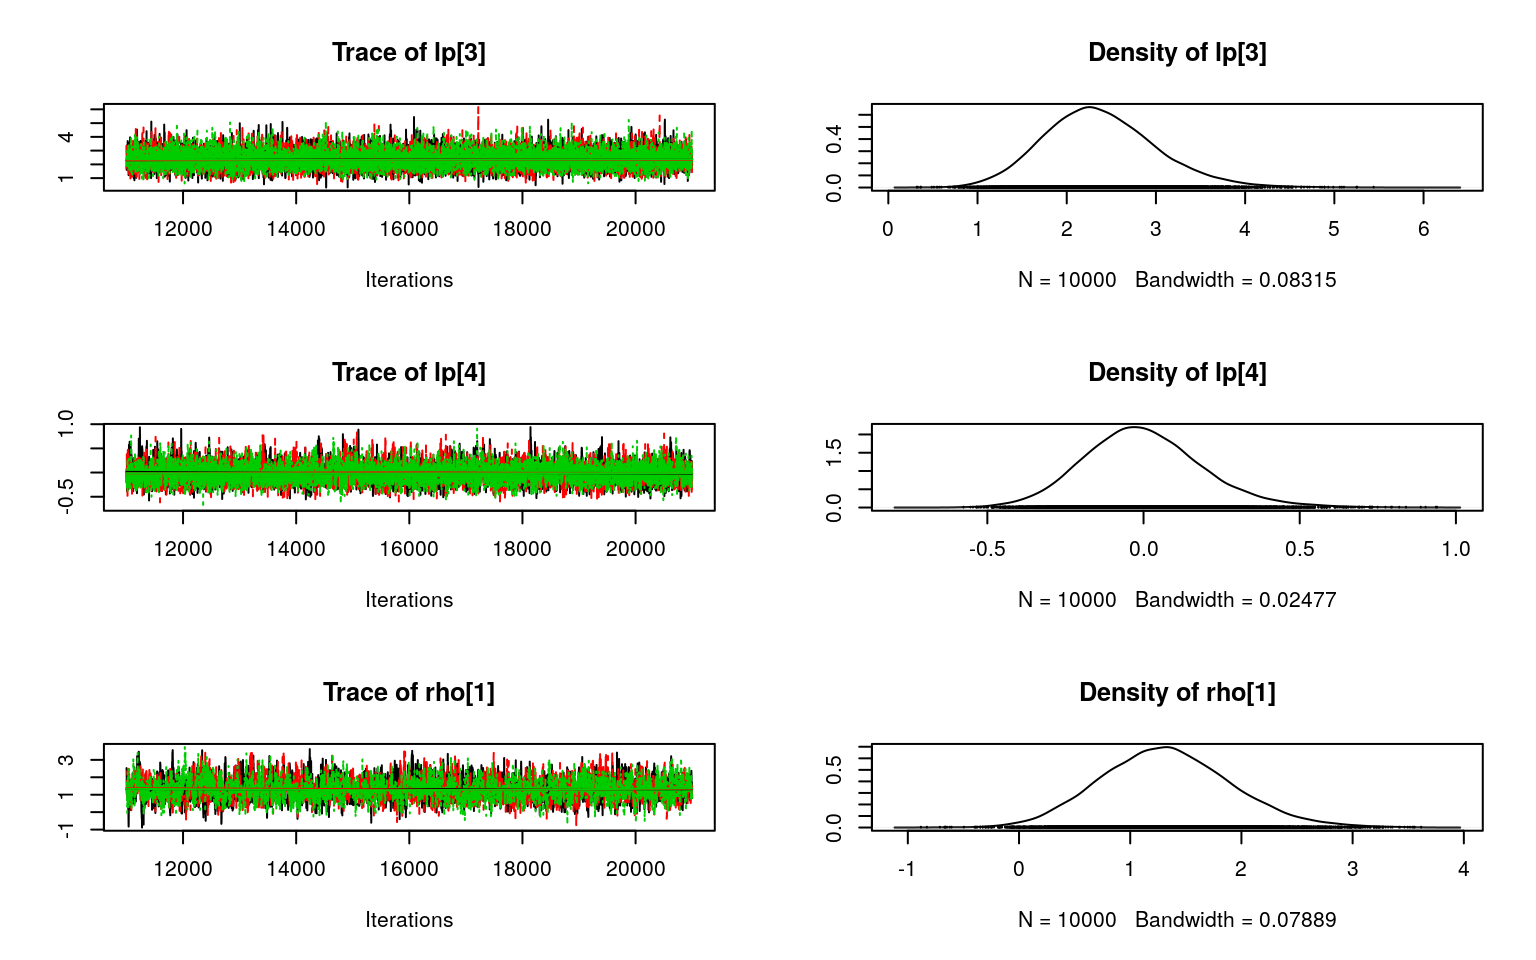 Trace of lp[3]
4
1
12000 14000 16000 18000 20000
Iterations
Density of lp[3]
0.4
0.0
0 1 2 3 4 5 6
N = 10000 Bandwidth = 0.08315
Trace of lp[4]
1.0
-0.5
12000 14000 16000 18000 20000
Iterations
Density of lp[4]
1.5
0.0
-0.5 0.0 0.5 1.0
N = 10000 Bandwidth = 0.02477
Trace of rho[1]
3
1
-1
12000 14000 16000 18000 20000
Iterations
Density of rho[1]
0.5
0.0
-1 0 1 2 3 4
N = 10000 Bandwidth = 0.07889